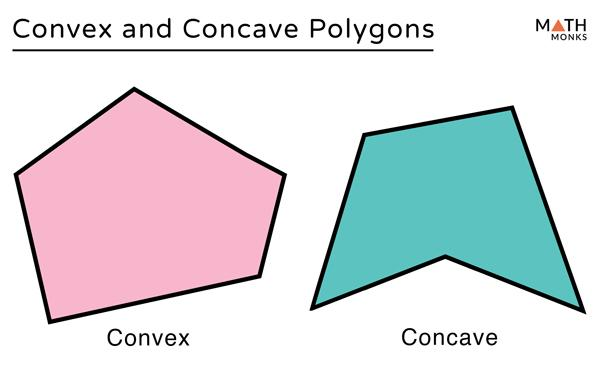 Convex and Concave Polygons
MATH
MONKS
Convex
Concave